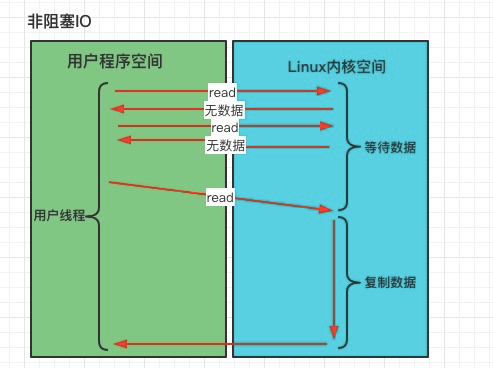 非阻塞IO
用户程序空间
Linux内核空间
read
无数据
read
无数据
等待数据
read
用户线程
复制数据